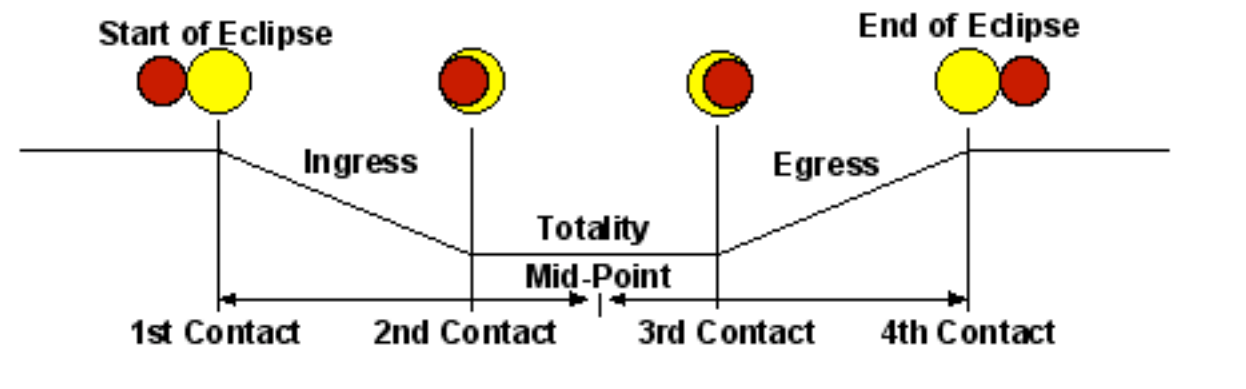 Start of Eclipse
End of Eclipse
Ingress
Egress
Totality
Mid-Point
1st Contact
2nd Contact
3rd Contact
4th Contact